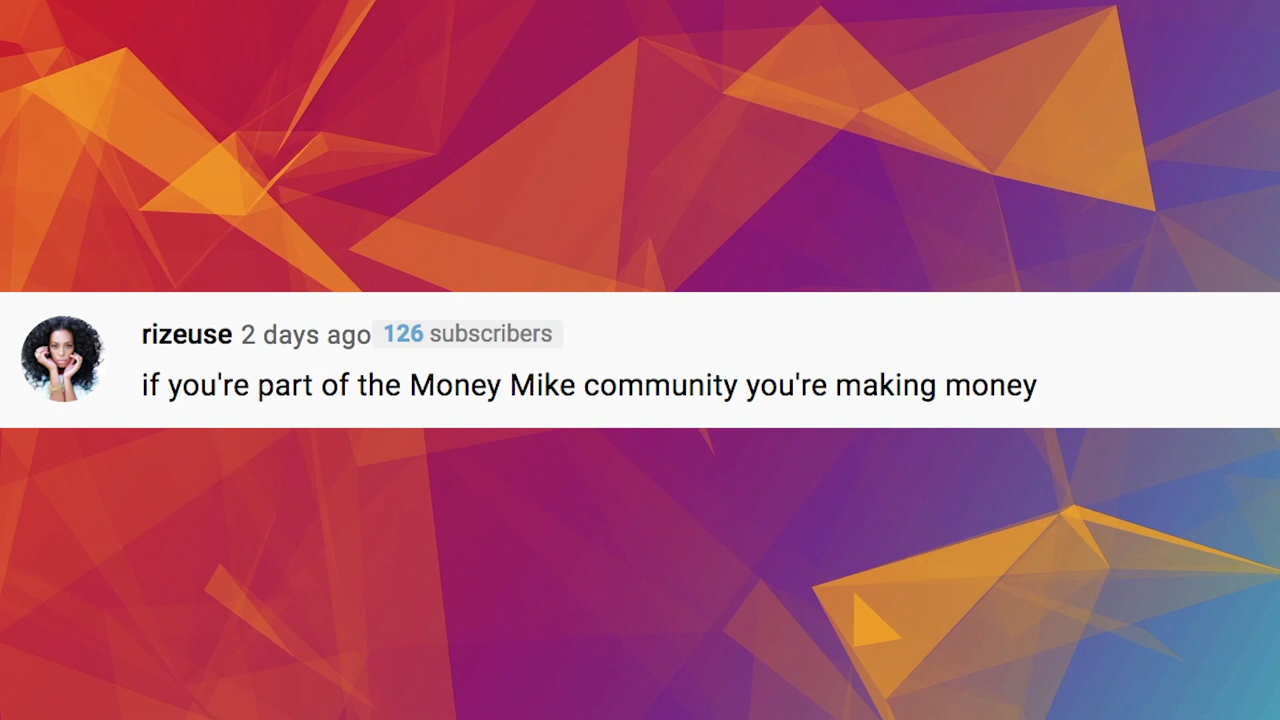 rizeuse 2 days ago 126 subscribers
if you're part of the Money Mike community you're making money